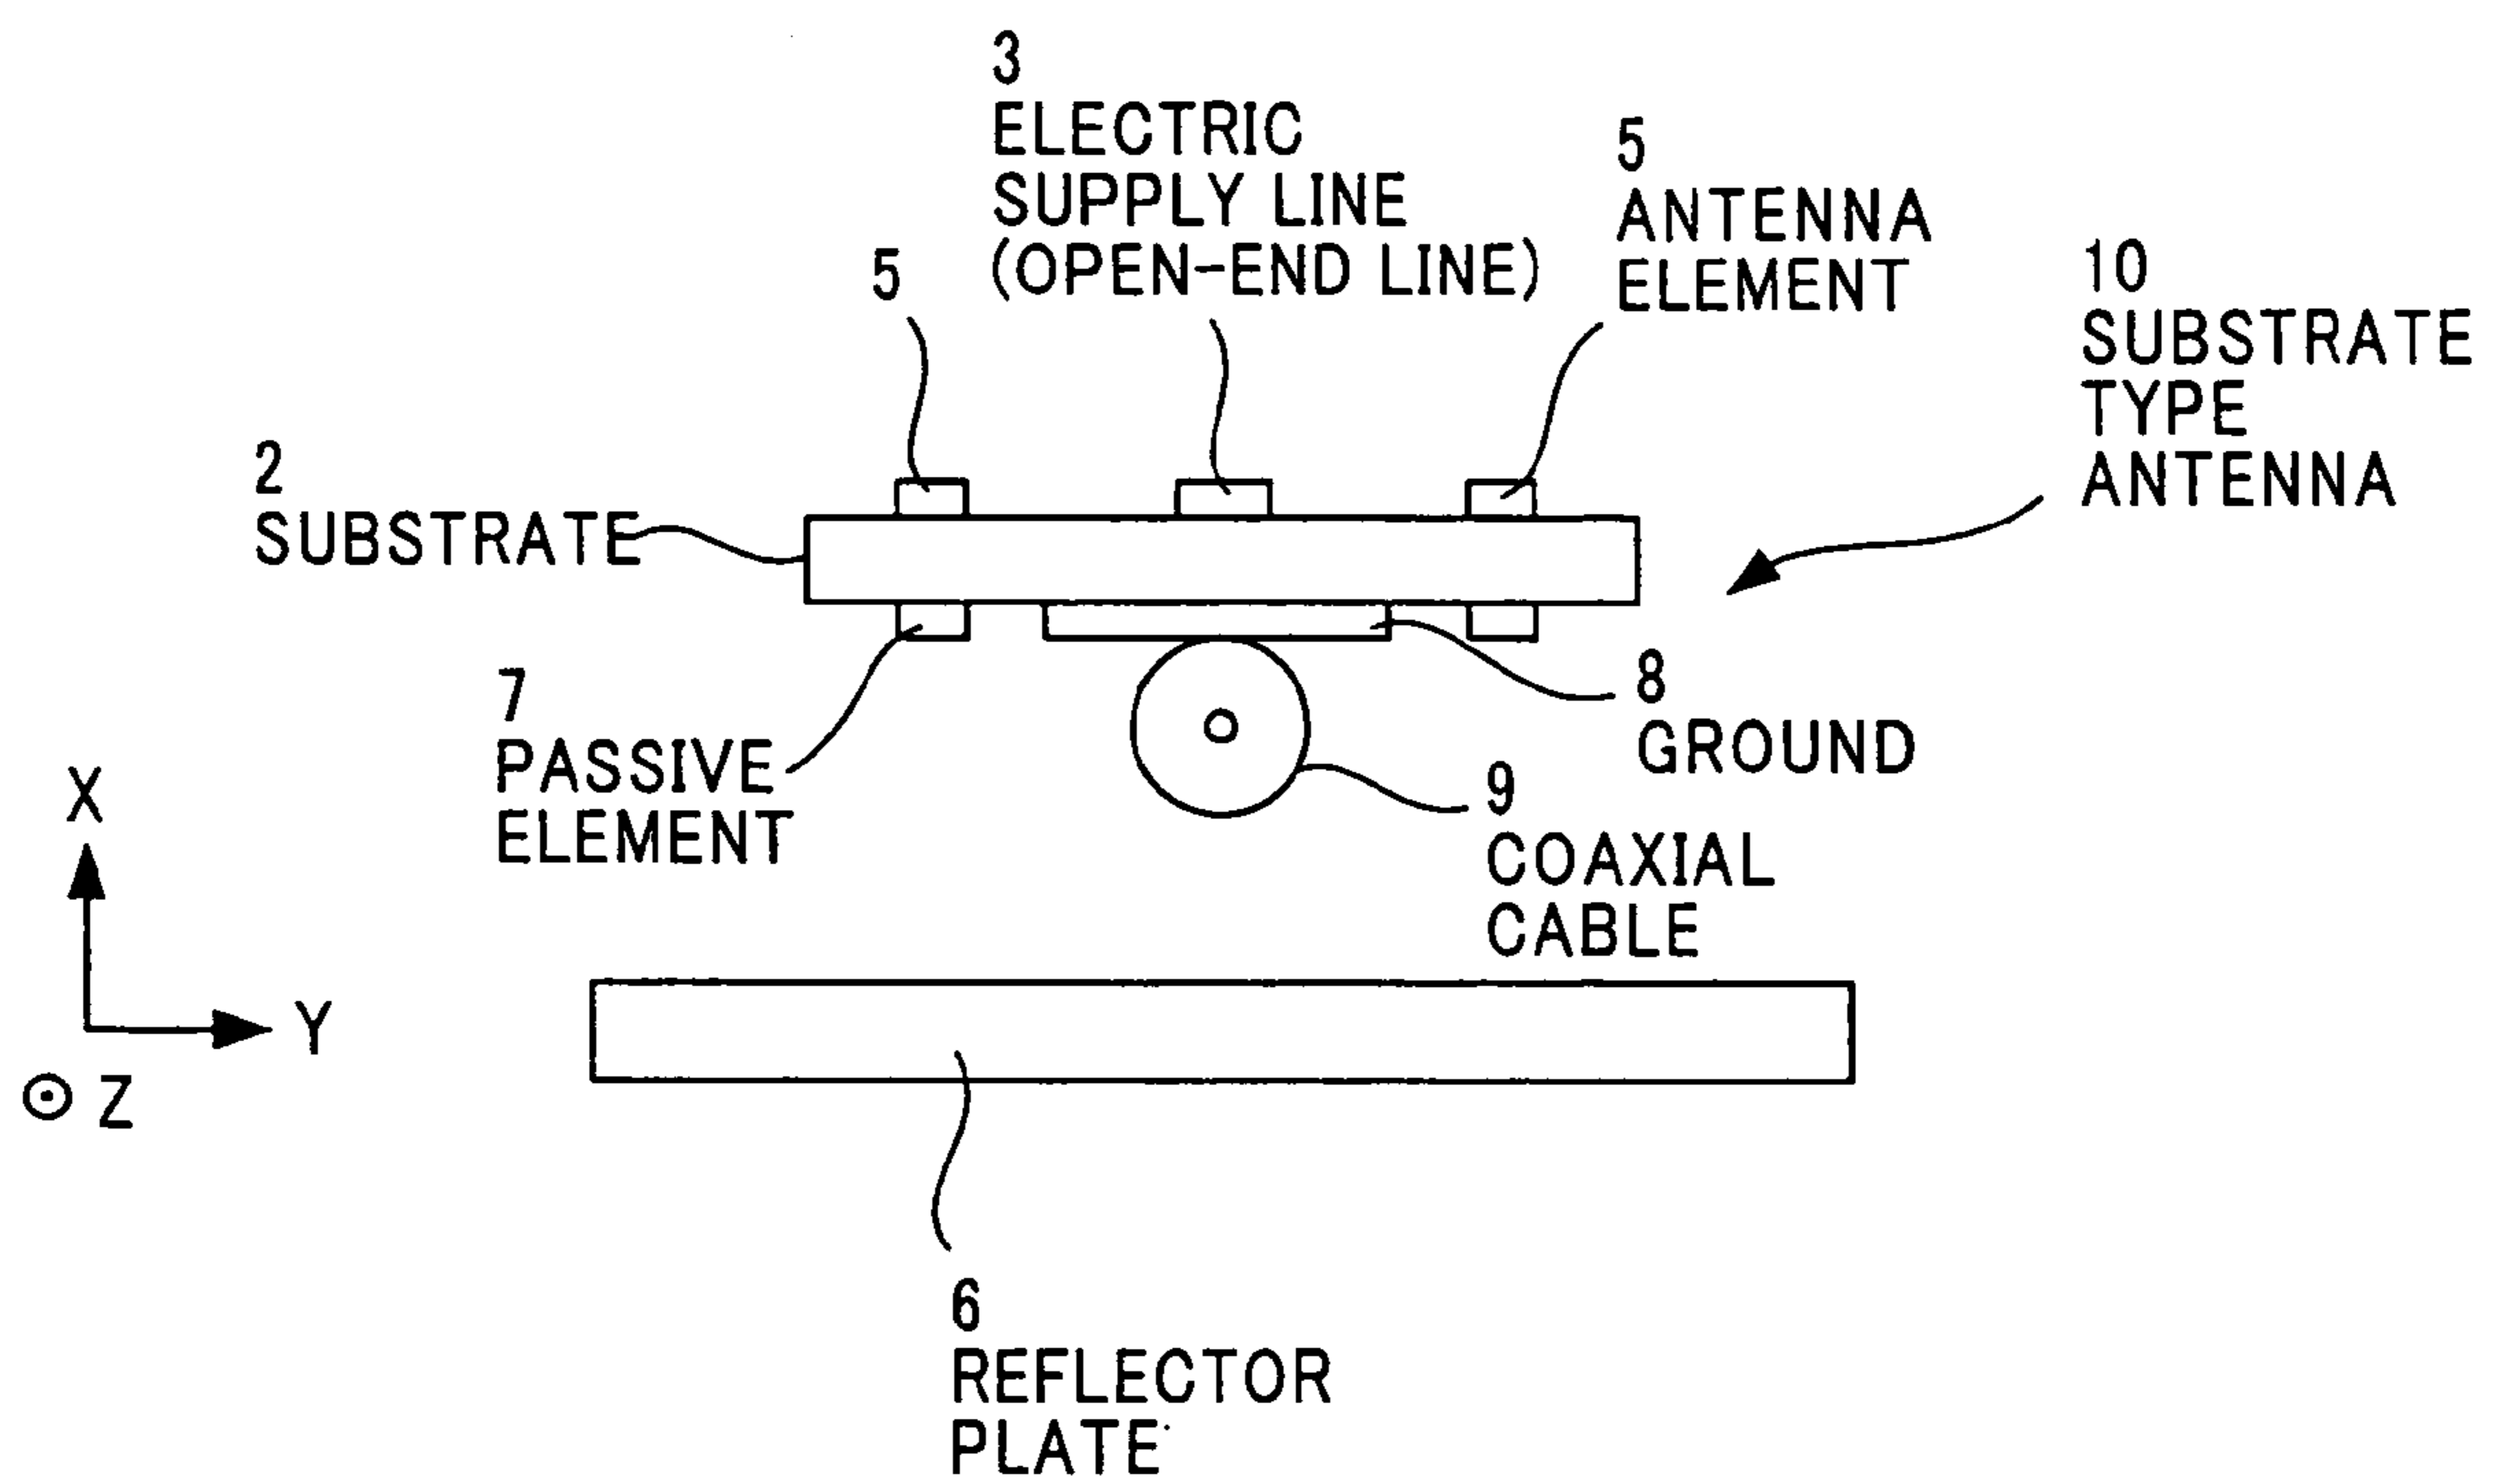 3
ELECTRIC
SUPPLY LINE
(OPEN-END LINE)
5
5
ANTENNA
ELEMENT
10
SUBSTRATE
TYPE
ANTENNA
2
SUBSTRATE
7
PASSIVE
ELEMENT
8
GROUND
9
COAXIAL
CABLE
X
Y
Z
6
REFLECTOR
PLATE